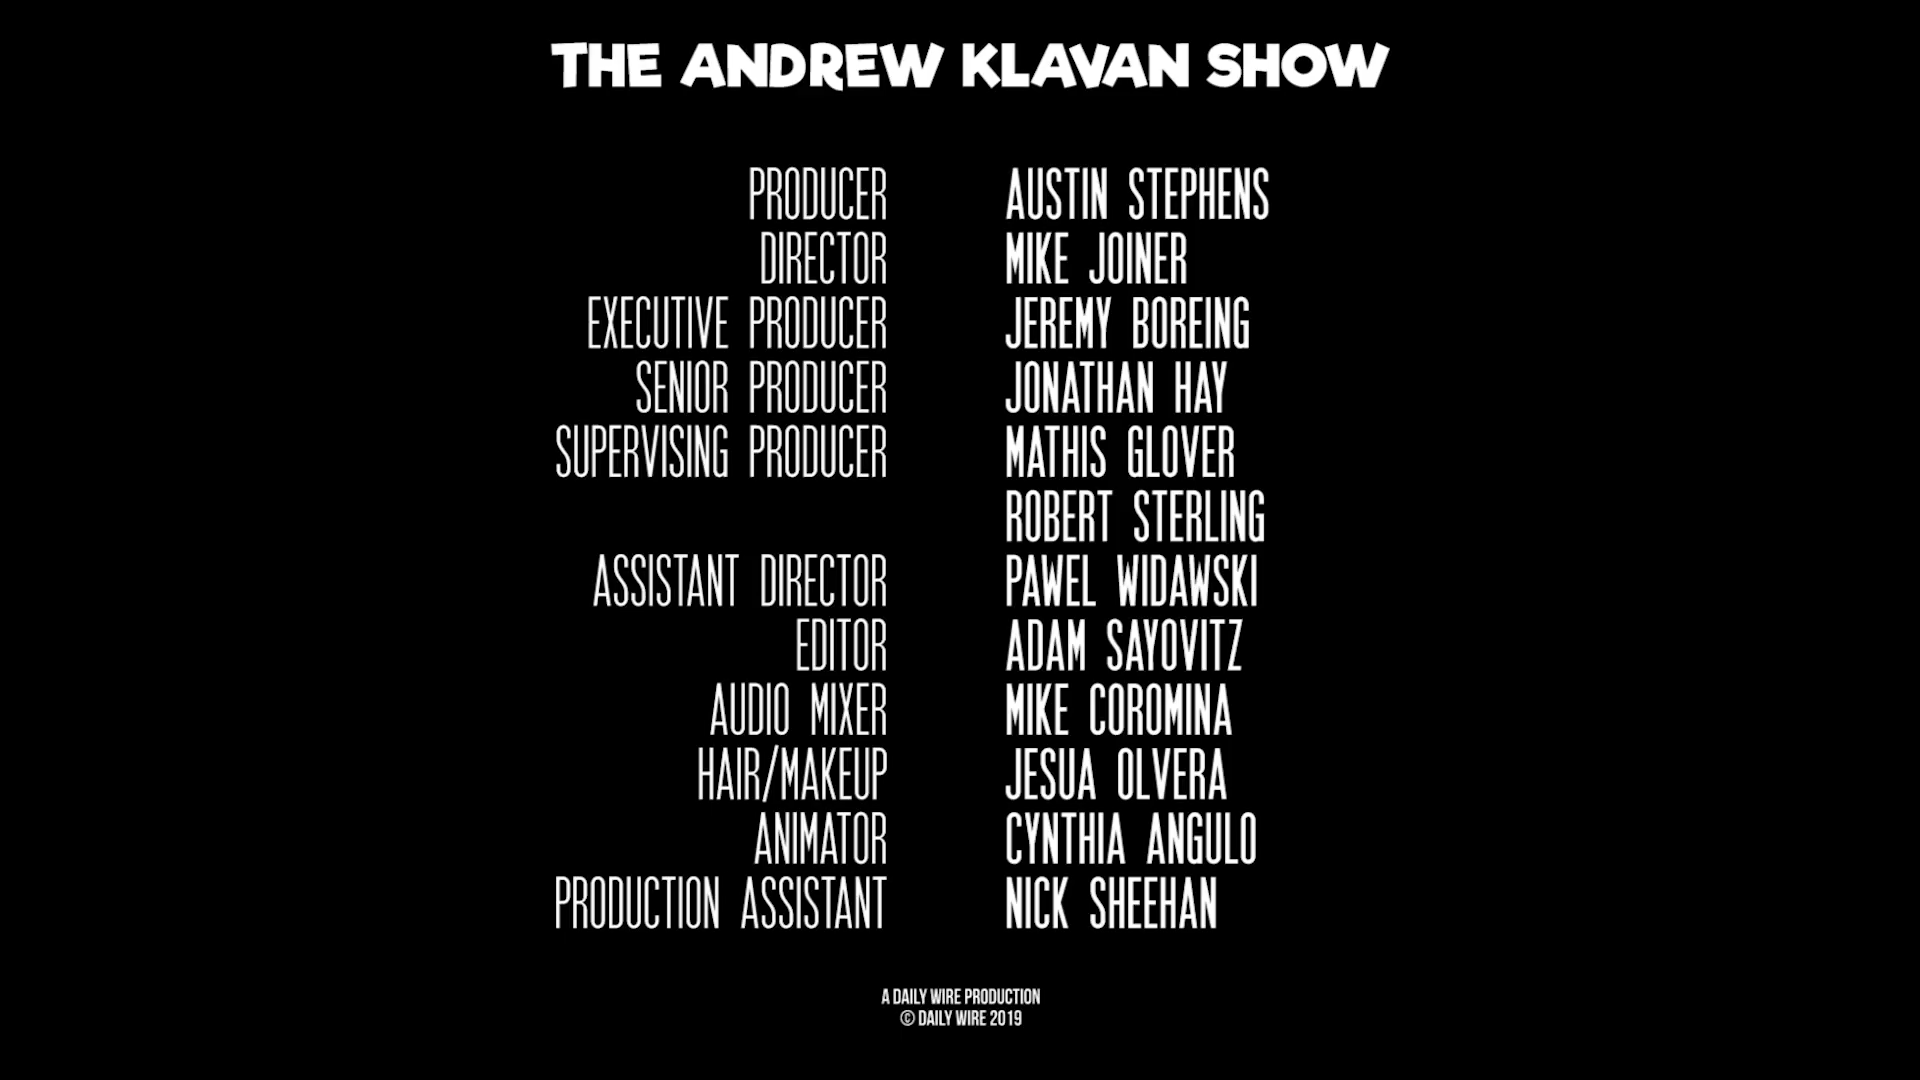 THE ANDREW KLAVAN SHOW
PRODUCER AUSTIN STEPHENS
DIRECTOR MIKE JOINER
EXECUTIVE PRODUCER JEREMY BOREING
SENIOR PRODUCER JONATHAN HAY
SUPERVISING PRODUCER MATHIS GLOVER
ROBERT STERLING
ASSISTANT DIRECTOR PAWEL WIDAWSKI
EDITOR ADAM SAYOVITZ
AUDIO MIXER MIKE COROMINA
HAIR/MAKEUP JESUA OLVERA
ANIMATOR CYNTHIA ANGULO
PRODUCTION ASSISTANT NICK SHEEHAN
A DAILY WIRE PRODUCTION
© DAILY WIRE 2019